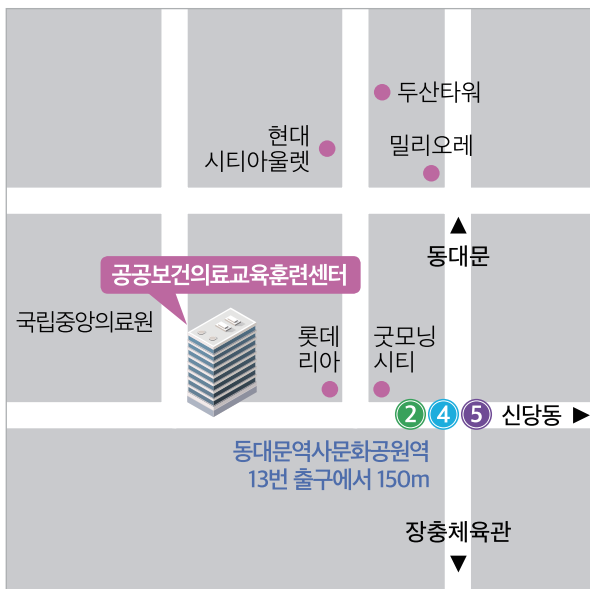 두산타워
현대
시티아울렛
밀리오레
▲
동대문
공공보건의료교육훈련센터
국립중앙의료원
롯데
리아
굿모닝
시티
2 4 5 신당동 ▶
동대문역사문화공원역
13번 출구에서 150m
장충체육관
▼